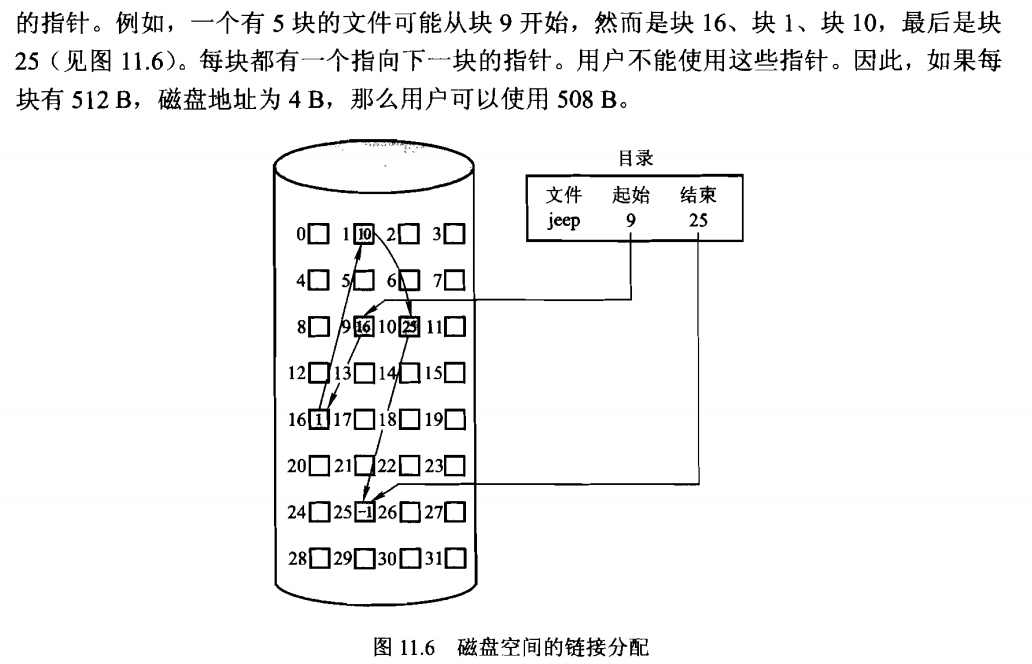 的指针。例如，一个有 5 块的文件可能从块 9 开始，然而是块 16、块 1、块 10，最后是块
25（见图 11.6）。每块都有一个指向下一块的指针。用户不能使用这些指针。因此，如果每
块有 512 B，磁盘地址为 4 B，那么用户可以使用 508 B。
目录
文件 起始 结束
jeep 9 25
0 1 10 2 3
4 5 6 7
8 9 16 10 25 11
12 13 14 15
16 1 17 18 19
20 21 22 23
24 25 -1 26 27
28 29 30 31
图 11.6 磁盘空间的链接分配